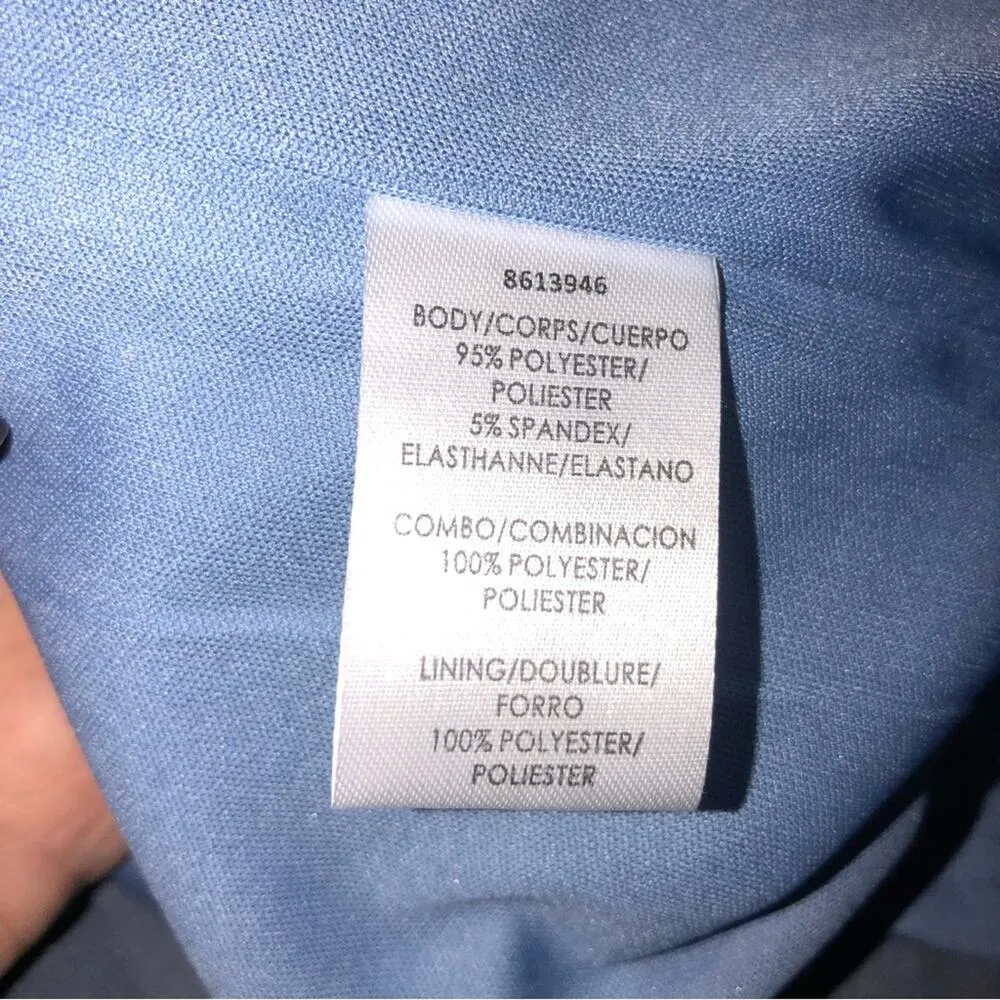 8613946
BODY/CORPS/CUERPO
95% POLYESTER/
POLIESTER
5% SPANDEX/
ELASTHANNE/ELASTANO
COMBO/COMBINACION
100% POLYESTER/
POLIESTER
LINING/DOUBLURE/
FORRO
100% POLYESTER/
POLIESTER